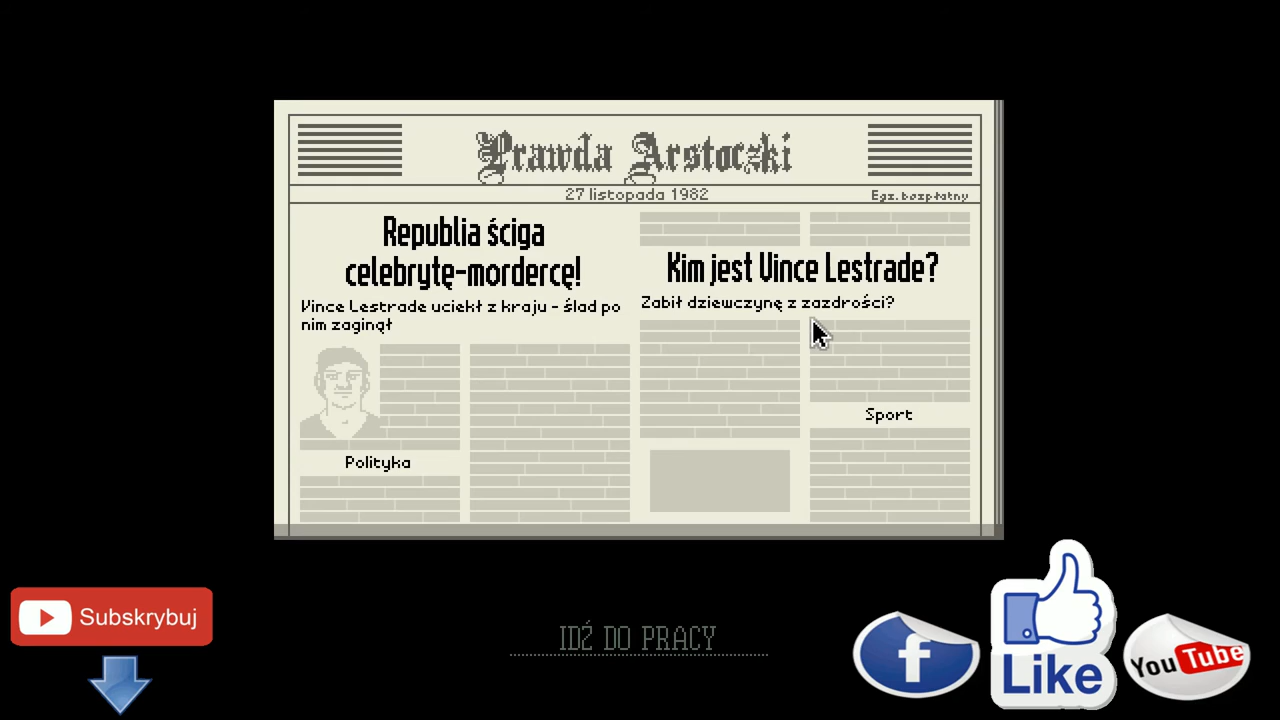 Prawda Arstoczki
27 listopada 1982
Egz. bezpłatny
Republia ściga
celebrytę-mordercę!
Vince Lestrade uciekł z kraju - ślad po
nim zaginął
Polityka
Kim jest Vince Lestrade?
Zabił dziewczynę z zazdrości?
Sport
Subskrybuj
IDŹ DO PRACY
f
Like
YouTube